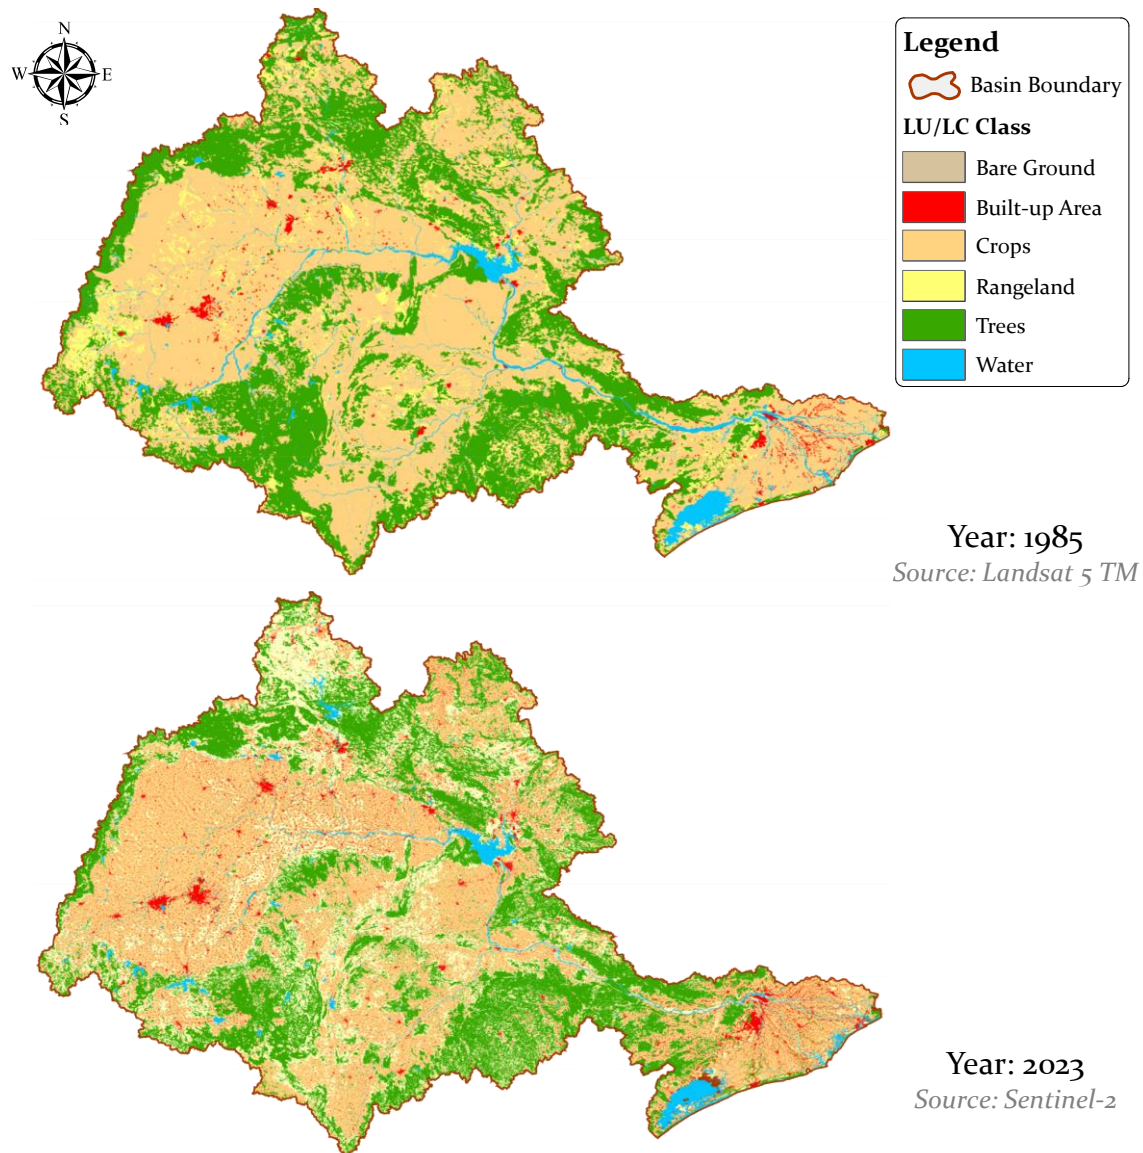 N
W
E
S
Legend
Basin Boundary
LU/LC Class
Bare Ground
Built-up Area
Crops
Rangeland
Trees
Water
Year: 1985
Source: Landsat 5 TM
Year: 2023
Source: Sentinel-2